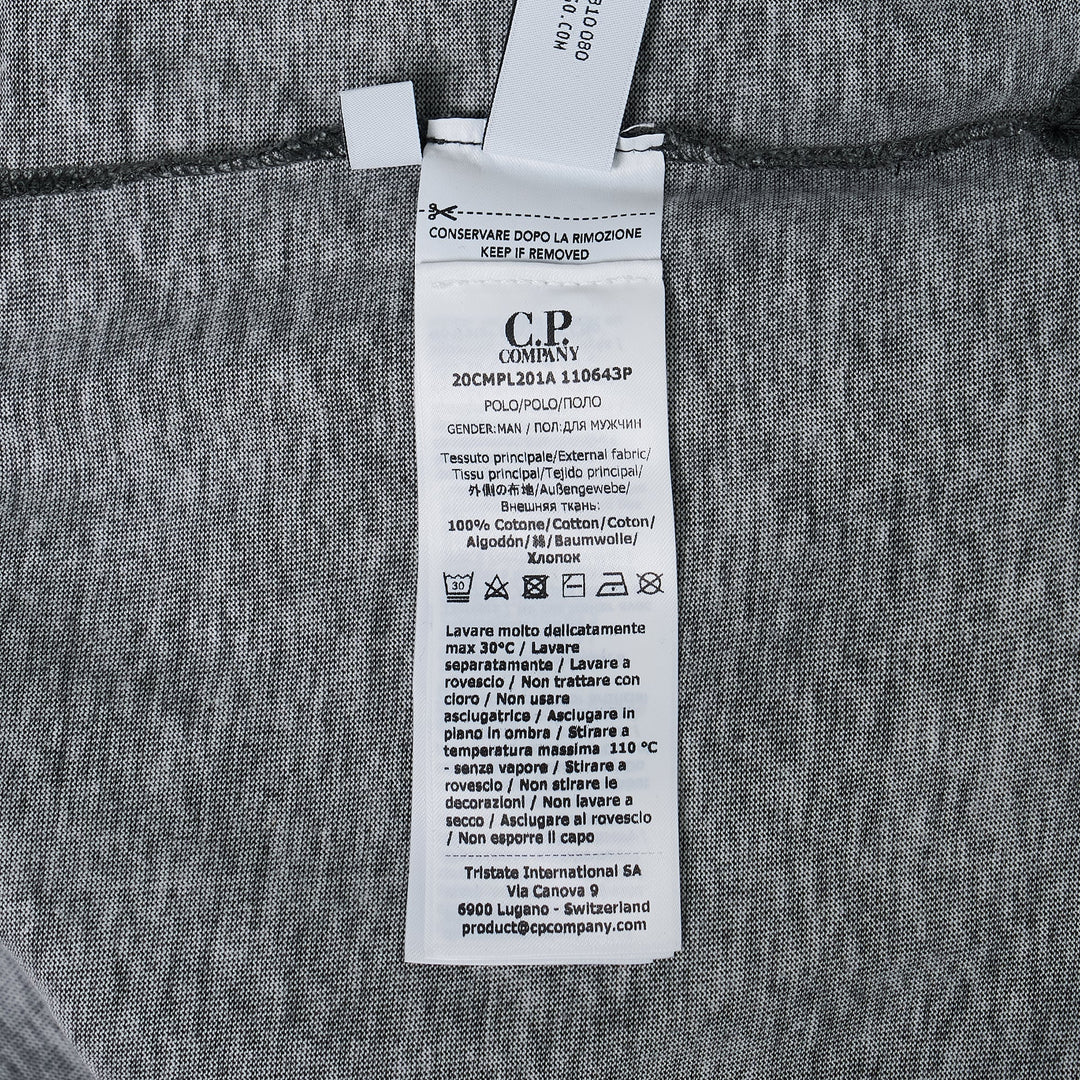 310 080
CONSERVARE DOPO LA RIMOZIONE
KEEP IF REMOVED
C.P.
COMPANY
20CMPL201A 110643P
POLO/POLO/ПОЛО
GENDER:MAN / ПОЛ:ДЛЯ МУЖЧИН
Tessuto principale/External fabric/
Tissu principal/Tejido principal/
外側の布地/Außengewebe/
Внешняя ткань:
100% Cotone/Cotton/Coton/
Algodón/綿/Baumwolle/
Хлопок
30
Lavare molto delicatamente
max 30°C / Lavare
separatamente / Lavare a
rovescio / Non trattare con
cloro / Non usare
asciugatrice / Asciugare in
piano in ombra / Stirare a
temperatura massima 110 °C
- senza vapore / Stirare a
rovescio / Non stirare le
decorazioni / Non lavare a
secco / Asciugare al rovescio
/ Non esporre il capo
Tristate International SA
Via Canova 9
6900 Lugano - Switzerland
product@cpcompany.com